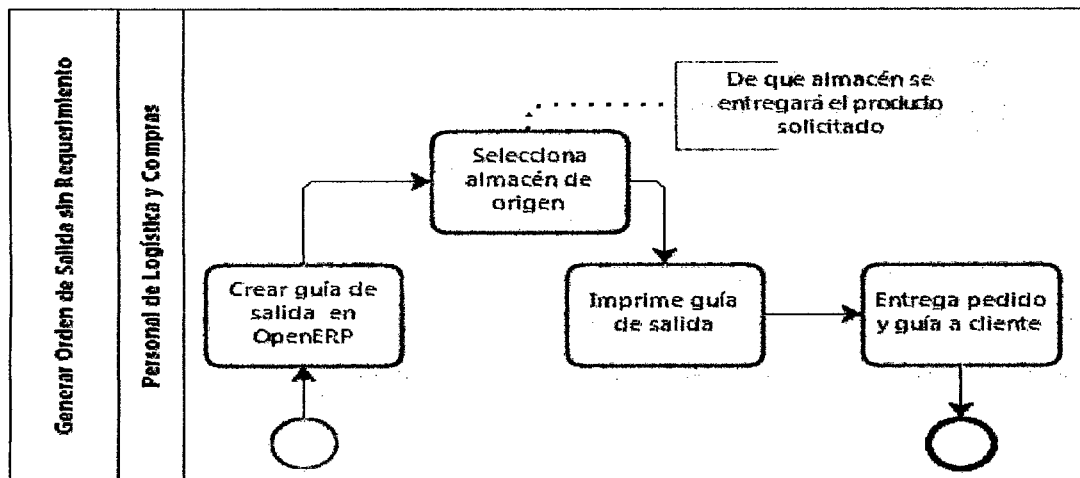 Generar Orden de Salida sin Requerimiento
Personal de Logística y Compras
De que almacén se
entregará el producto
solicitado
Selecciona
almacén de
origen
Crear guía de
salida en
OpenERP
Imprime guía
de salida
Entrega pedido
y guía a cliente